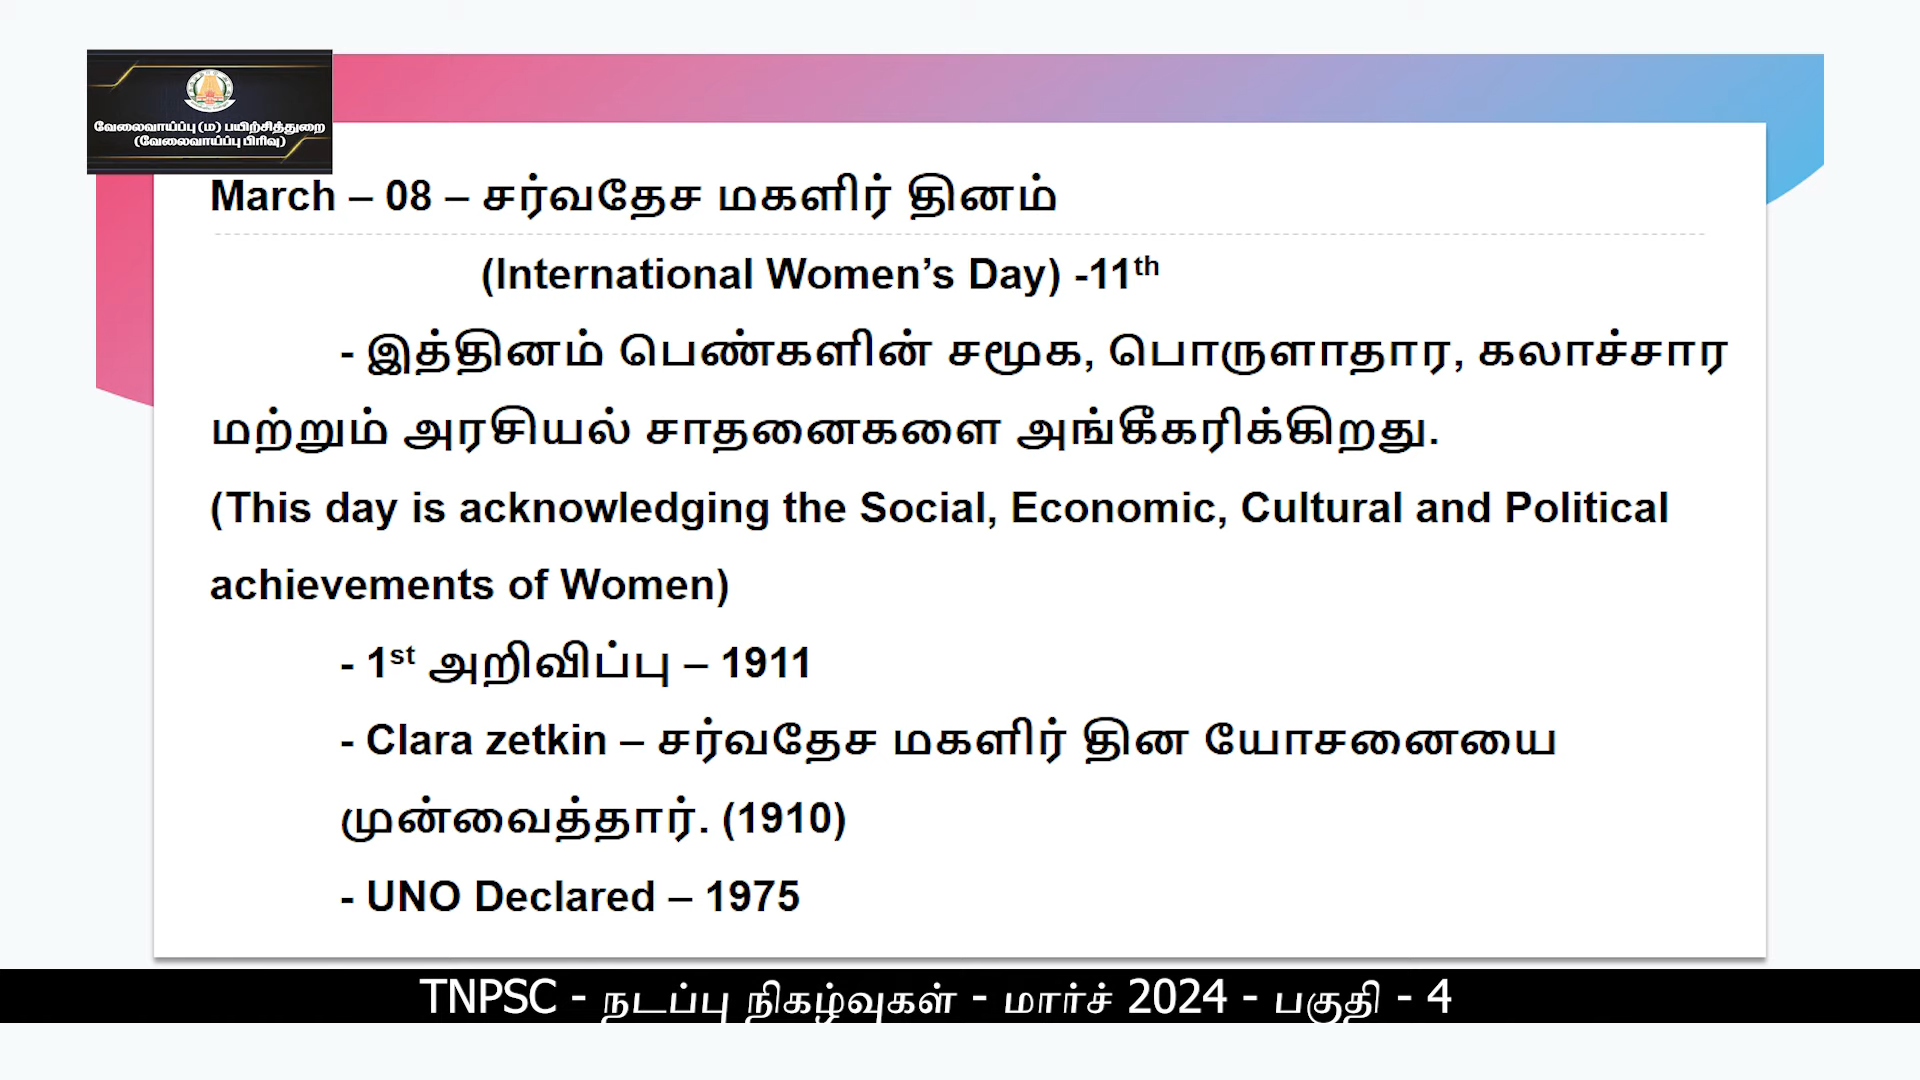 வேலைவாய்ப்பு (ம) பயிற்சித்துறை
(வேலைவாய்ப்பு பிரிவு)
March – 08 – சர்வதேச மகளிர் தினம்
(International Women’s Day) -11th
- இத்தினம் பெண்களின் சமூக, பொருளாதார, கலாச்சார
மற்றும் அரசியல் சாதனைகளை அங்கீகரிக்கிறது.
(This day is acknowledging the Social, Economic, Cultural and Political
achievements of Women)
- 1st அறிவிப்பு – 1911
- Clara zetkin – சர்வதேச மகளிர் தின யோசனையை
முன்வைத்தார். (1910)
- UNO Declared – 1975
TNPSC - நடப்பு நிகழ்வுகள் - மார்ச் 2024 - பகுதி - 4